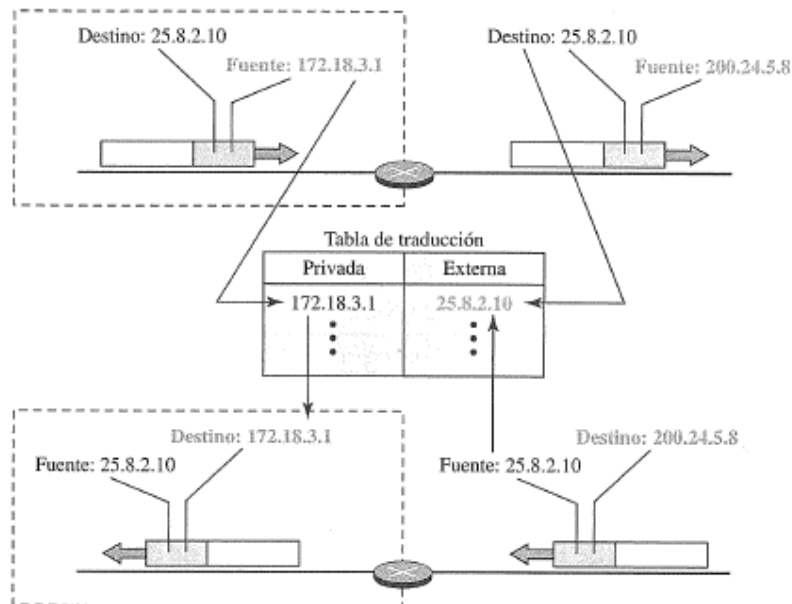 Destino: 25.8.2.10
Fuente: 172.18.3.1
Destino: 25.8.2.10
Fuente: 200.24.5.8
Tabla de traducción
Privada
Externa
172.18.3.1
25.8.2.10
Destino: 172.18.3.1
Fuente: 25.8.2.10
Destino: 200.24.5.8
Fuente: 25.8.2.10